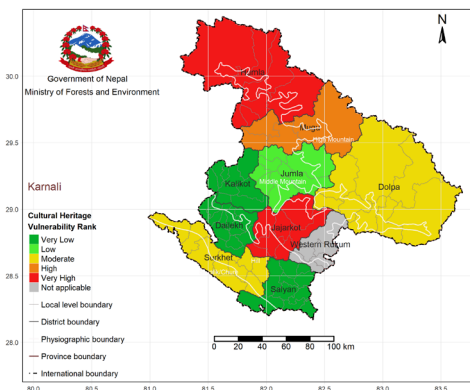 N
Government of Nepal
Ministry of Forests and Environment
Karnali
Cultural Heritage
Vulnerability Rank
Very Low
Low
Moderate
High
Very High
Not applicable
Local level boundary
District boundary
Physiographic boundary
Province boundary
International boundary
Humla
Mugu
High Mountain
Jumla
Middle Mountain
Dolpa
Kalikot
Dailekh
Jajarkot
Western Rukum
Surkhet
Salyan
0 20 40 60 80 100 km
30.0
29.5
29.0
28.5
28.0
80.0 80.5 81.0 81.5 82.0 82.5 83.0 83.5